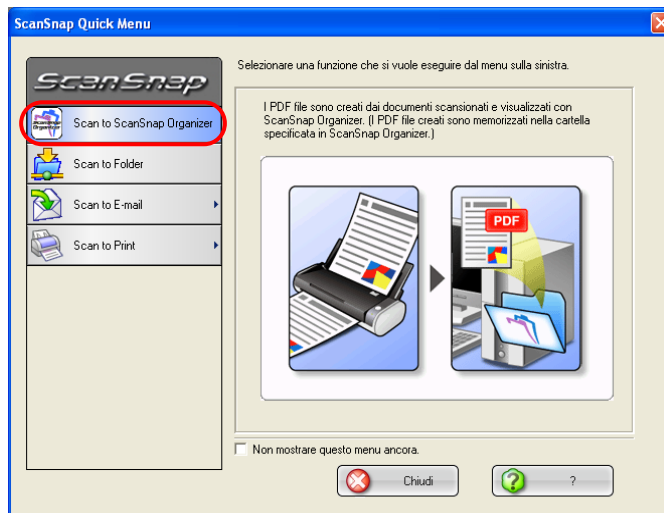 ScanSnap Quick Menu
ScanSnap
Scan to ScanSnap Organizer
Scan to Folder
Scan to E-mail
Scan to Print
Selezionare una funzione che si vuole eseguire dal menu sulla sinistra.
I PDF file sono creati dai documenti scansionati e visualizzati con
ScanSnap Organizer. (I PDF file creati sono memorizzati nella cartella
specificata in ScanSnap Organizer.)
PDF
Non mostrare questo menu ancora.
Chiudi
?